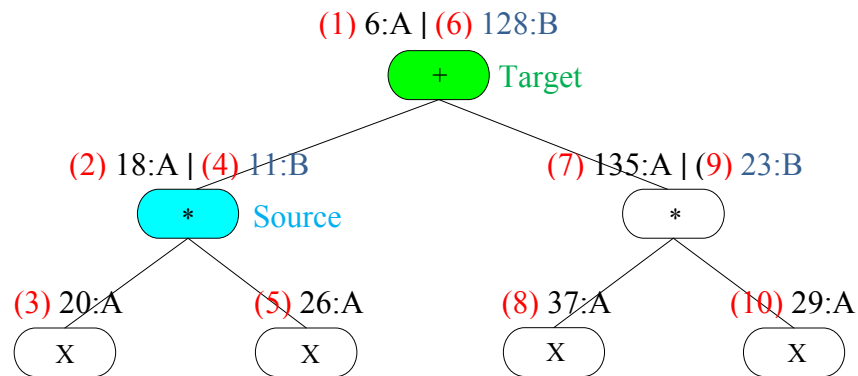 (1) 6:A | (6) 128:B
+ Target
(2) 18:A | (4) 11:B (7) 135:A | (9) 23:B
* Source *
(3) 20:A (5) 26:A (8) 37:A (10) 29:A
X X X X